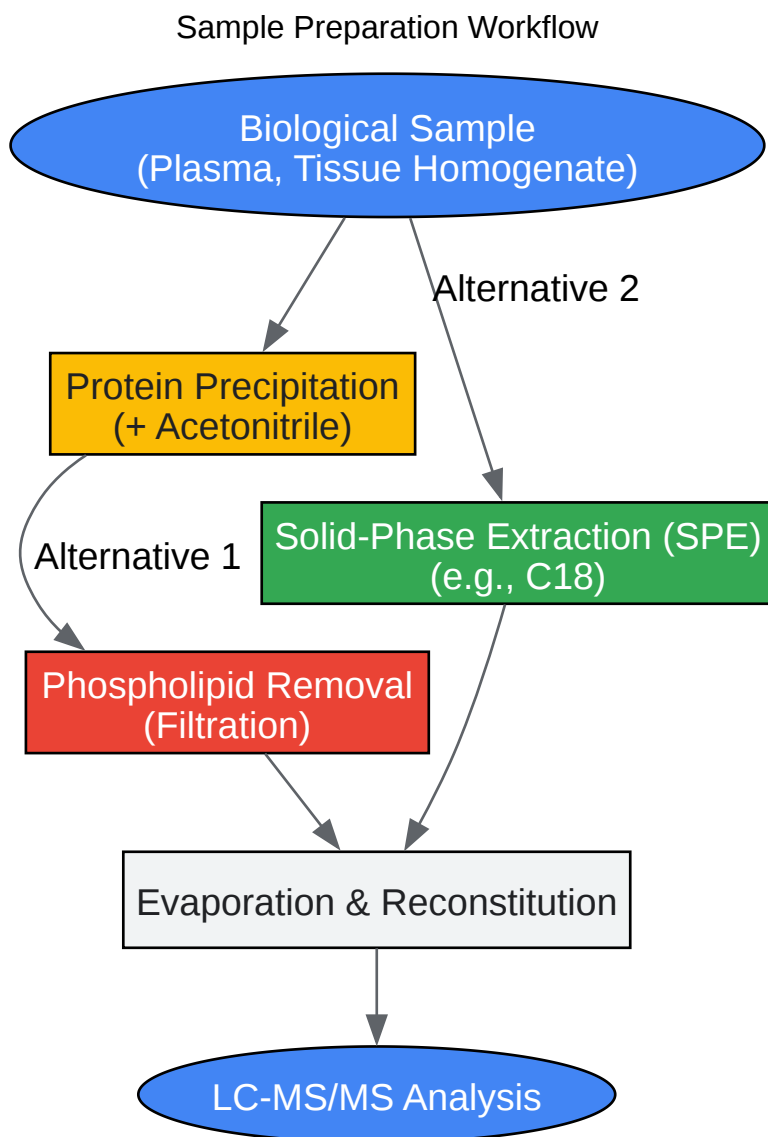 Sample Preparation Workflow
Biological Sample
(Plasma, Tissue Homogenate)
Alternative 2
Protein Precipitation
(+ Acetonitrile)
Solid-Phase Extraction (SPE)
(e.g., C18)
Alternative 1
Phospholipid Removal
(Filtration)
Evaporation & Reconstitution
LC-MS/MS Analysis